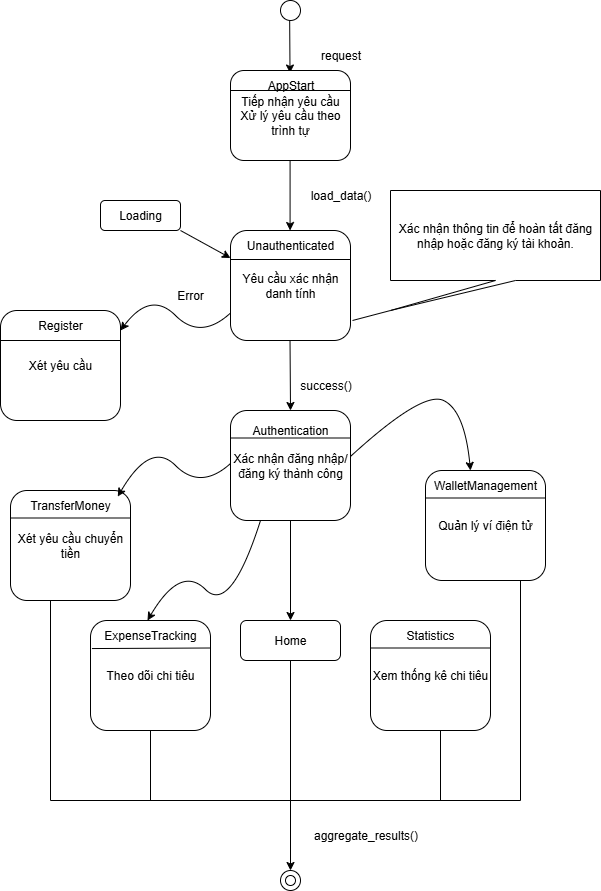 request
AppStart
Tiếp nhận yêu cầu
Xử lý yêu cầu theo
trình tự
load_data()
Loading
Unauthenticated
Yêu cầu xác nhận
danh tính
Xác nhận thông tin để hoàn tất đăng
nhập hoặc đăng ký tài khoản.
Error
Register
Xét yêu cầu
success()
Authentication
Xác nhận đăng nhập/
đăng ký thành công
TransferMoney
Xét yêu cầu chuyển
tiền
WalletManagement
Quản lý ví điện tử
ExpenseTracking
Theo dõi chi tiêu
Home
Statistics
Xem thống kê chi tiêu
aggregate_results()